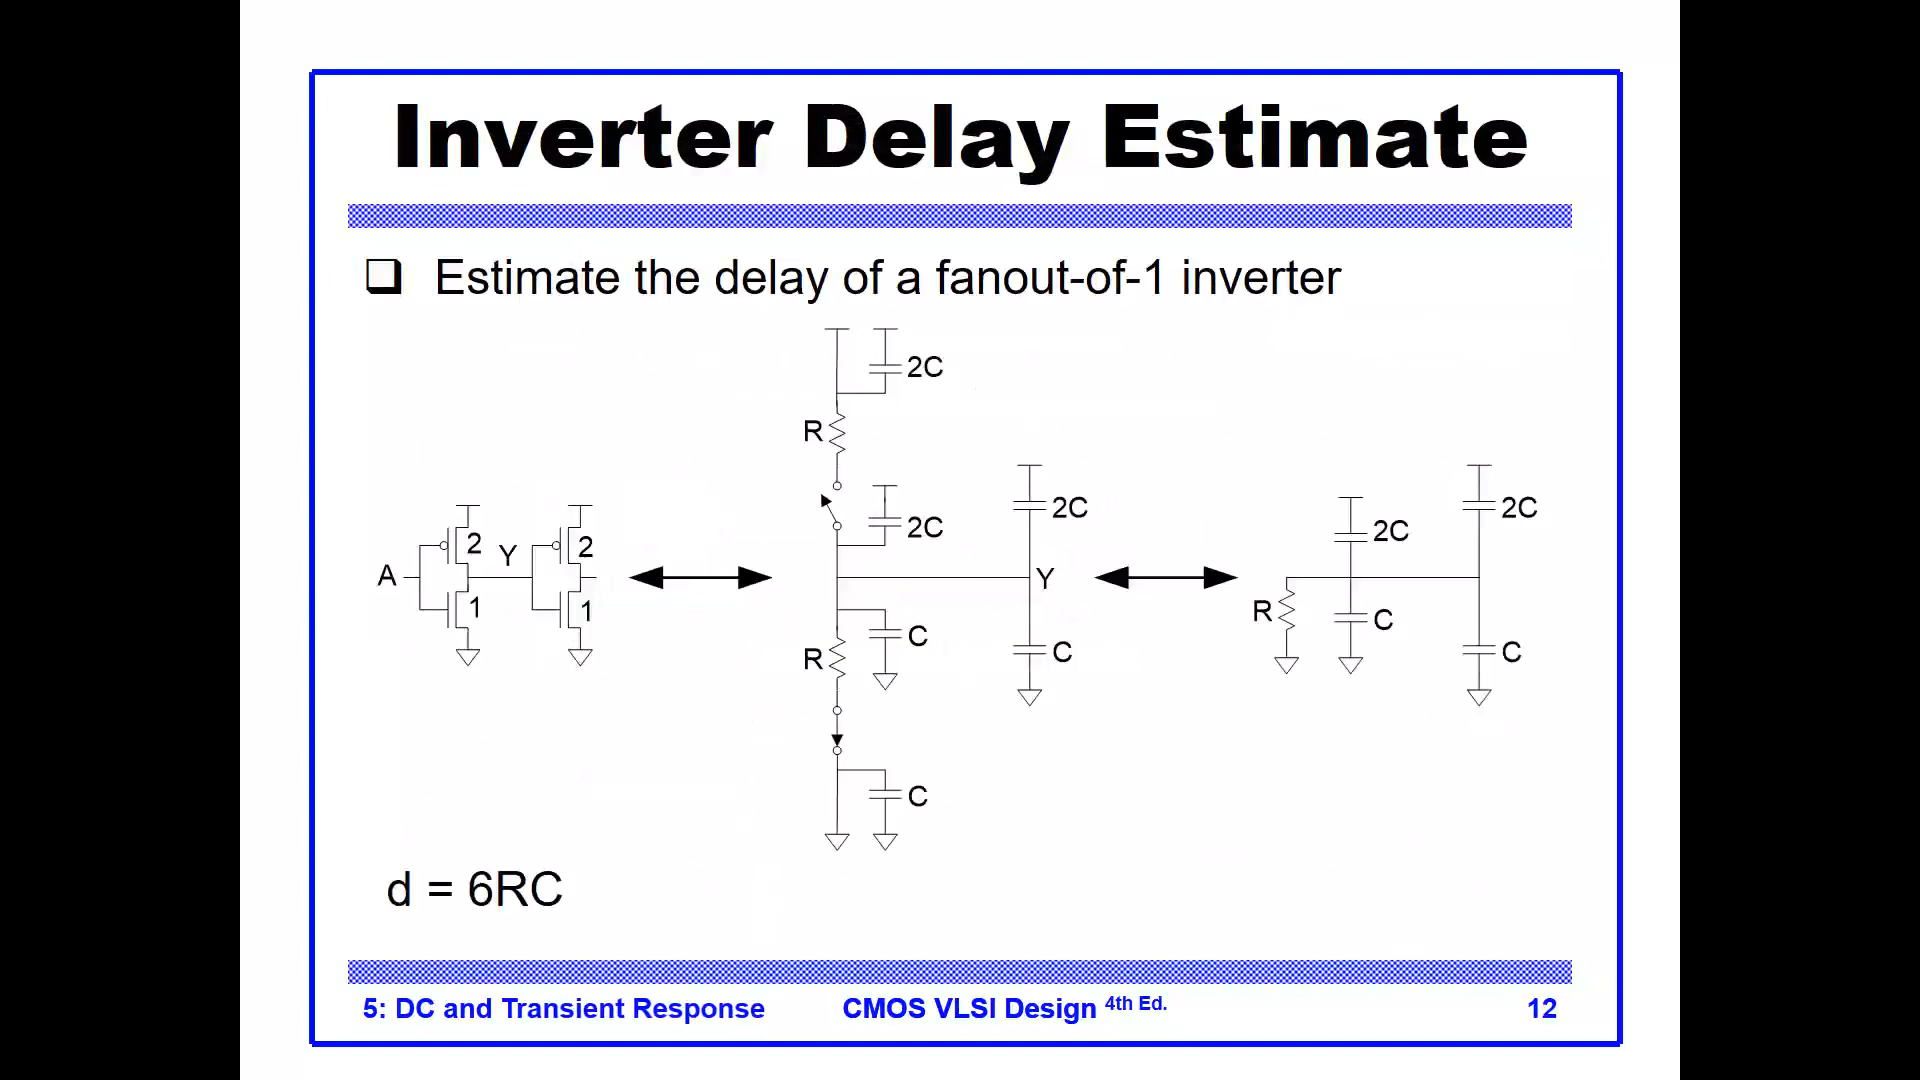 Inverter Delay Estimate
Estimate the delay of a fanout-of-1 inverter
2C
R
2C
2C
2C
2C
A
2
Y
2
1
1
Y
R
C
C
R
C
C
C
d = 6RC
5: DC and Transient Response
CMOS VLSI Design 4th Ed.
12